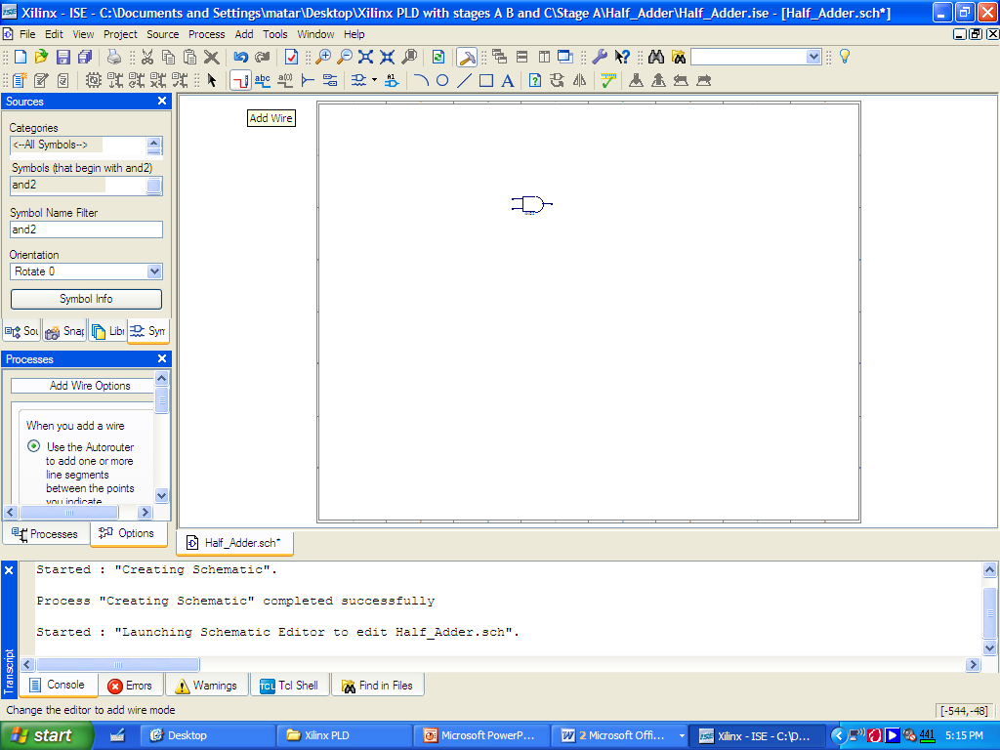 Xilinx - ISE - C:\Documents and Settings\matar\Desktop\Xilinx PLD with stages A B and C\Stage A\Half_Adder\Half_Adder.ise - [Half_Adder.sch*]
File Edit View Project Source Process Add Tools Window Help
Sources
Add Wire
Categories
<--All Symbols-->
Symbols (that begin with and2)
and2
Symbol Name Filter
and2
Orientation
Rotate 0
Symbol Info
Sou Snap Libr Sym
Processes
Add Wire Options
When you add a wire
Use the Autorouter
to add one or more
line segments
between the points
you indicate
Processes Options
Half_Adder.sch*
Started : "Creating Schematic".
Process "Creating Schematic" completed successfully
Started : "Launching Schematic Editor to edit Half_Adder.sch".
Transcript
Console Errors Warnings TCL Tcl Shell Find in Files
Change the editor to add wire mode
[-544,-48]
start Desktop Xilinx PLD Microsoft PowerP... 2 Microsoft Offi... Xilinx - ISE - C:\D... 441 5:15 PM